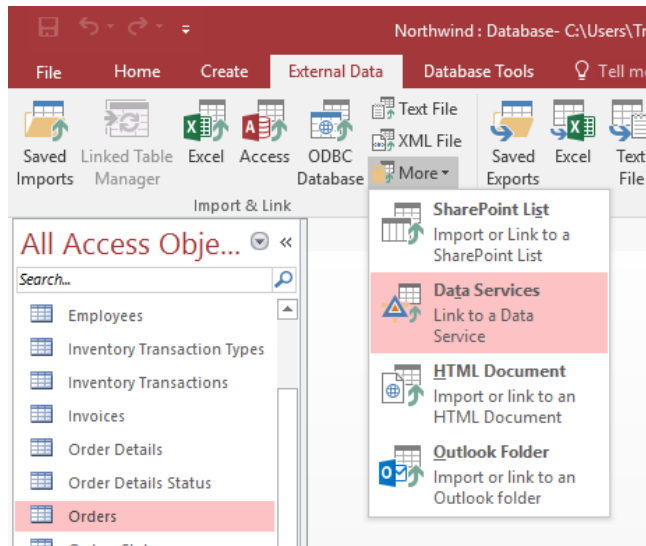 Northwind : Database- C:\Users\Tr
File Home Create External Data Database Tools Tell m
Saved Imports
Linked Table Manager
Excel
Access
ODBC Database
Text File
XML File
More
Saved Exports
Excel
Text File
Import & Link
All Access Obje...
Search...
Employees
Inventory Transaction Types
Inventory Transactions
Invoices
Order Details
Order Details Status
Orders
SharePoint List
Import or Link to a
SharePoint List
Data Services
Link to a Data
Service
HTML Document
Import or link to an
HTML Document
Outlook Folder
Import or link to an
Outlook folder